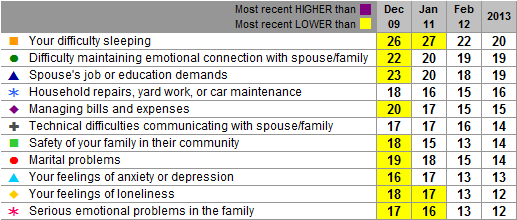 Most recent HIGHER than
Most recent LOWER than
Dec 09 Jan 11 Feb 12 2013
Your difficulty sleeping 26 27 22 20
Difficulty maintaining emotional connection with spouse/family 22 20 19 19
Spouse's job or education demands 23 20 18 19
Household repairs, yard work, or car maintenance 18 16 15 16
Managing bills and expenses 20 17 15 15
Technical difficulties communicating with spouse/family 17 17 16 14
Safety of your family in their community 18 15 13 14
Marital problems 19 18 15 14
Your feelings of anxiety or depression 16 17 13 13
Your feelings of loneliness 18 17 13 12
Serious emotional problems in the family 17 16 13 12